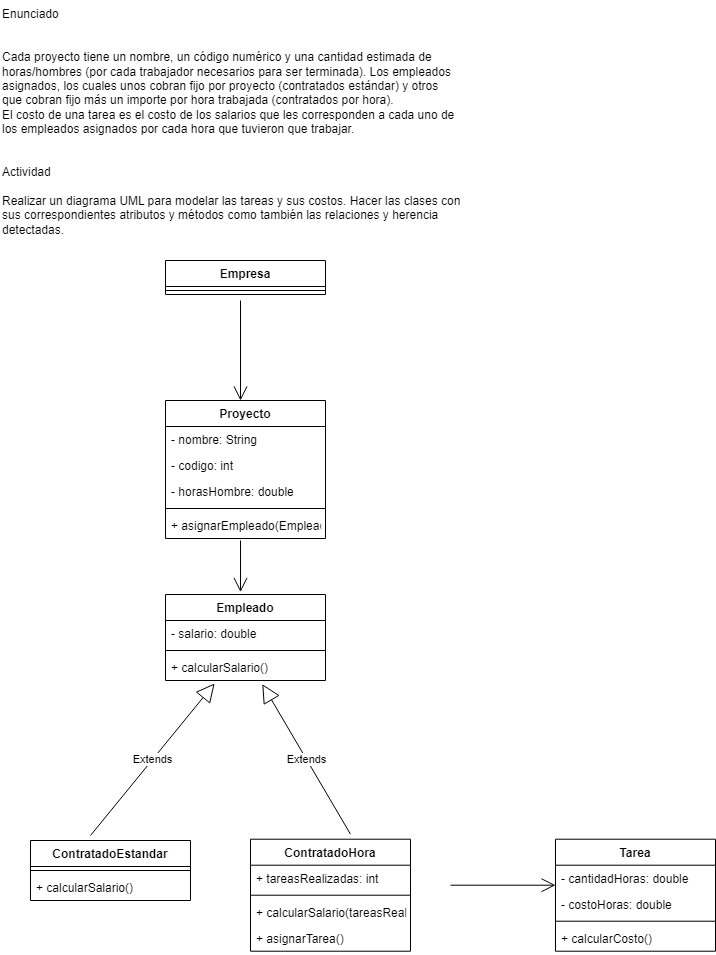 Enunciado
Cada proyecto tiene un nombre, un código numérico y una cantidad estimada de
horas/hombres (por cada trabajador necesarios para ser terminada). Los empleados
asignados, los cuales unos cobran fijo por proyecto (contratados estándar) y otros
que cobran fijo más un importe por hora trabajada (contratados por hora).
El costo de una tarea es el costo de los salarios que les corresponden a cada uno de
los empleados asignados por cada hora que tuvieron que trabajar.
Actividad
Realizar un diagrama UML para modelar las tareas y sus costos. Hacer las clases con
sus correspondientes atributos y métodos como también las relaciones y herencia
detectadas.
Empresa
Proyecto
- nombre: String
- codigo: int
- horasHombre: double
+ asignarEmpleado(Emplea
Empleado
- salario: double
+ calcularSalario()
Extends
Extends
ContratadoEstandar
+ calcularSalario()
ContratadoHora
+ tareasRealizadas: int
+ calcularSalario(tareasReal
+ asignarTarea()
Tarea
- cantidadHoras: double
- costoHoras: double
+ calcularCosto()